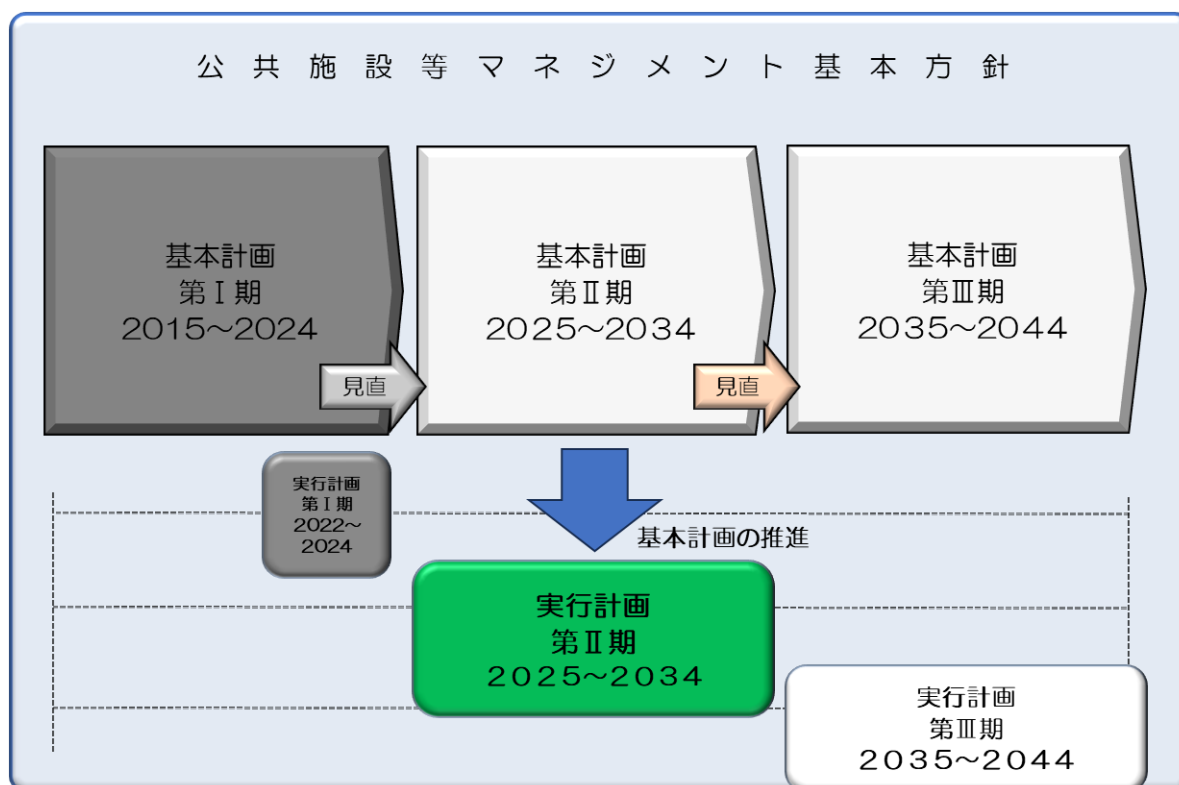 公共施設等マネジメント基本方針
基本計画
第Ⅰ期
２０１５～２０２４
見直
基本計画
第Ⅱ期
２０２５～２０３４
見直
基本計画
第Ⅲ期
２０３５～２０４４
実行計画
第Ⅰ期
２０２２～
２０２４
基本計画の推進
実行計画
第Ⅱ期
２０２５～２０３４
実行計画
第Ⅲ期
２０３５～２０４４